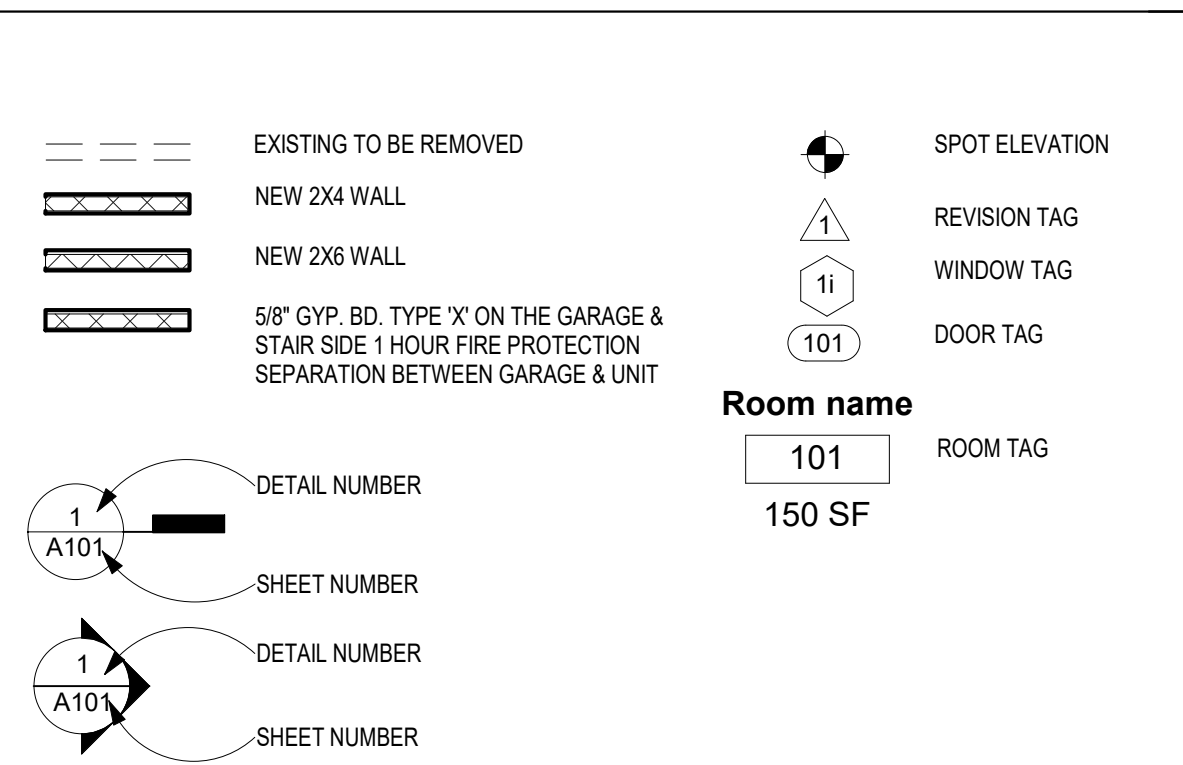 EXISTING TO BE REMOVED
NEW 2X4 WALL
NEW 2X6 WALL
5/8" GYP. BD. TYPE 'X' ON THE GARAGE &
STAIR SIDE 1 HOUR FIRE PROTECTION
SEPARATION BETWEEN GARAGE & UNIT
1
A101
DETAIL NUMBER
SHEET NUMBER
1
A101
DETAIL NUMBER
SHEET NUMBER
SPOT ELEVATION
1
REVISION TAG
1i
WINDOW TAG
101
DOOR TAG
Room name
101
ROOM TAG
150 SF